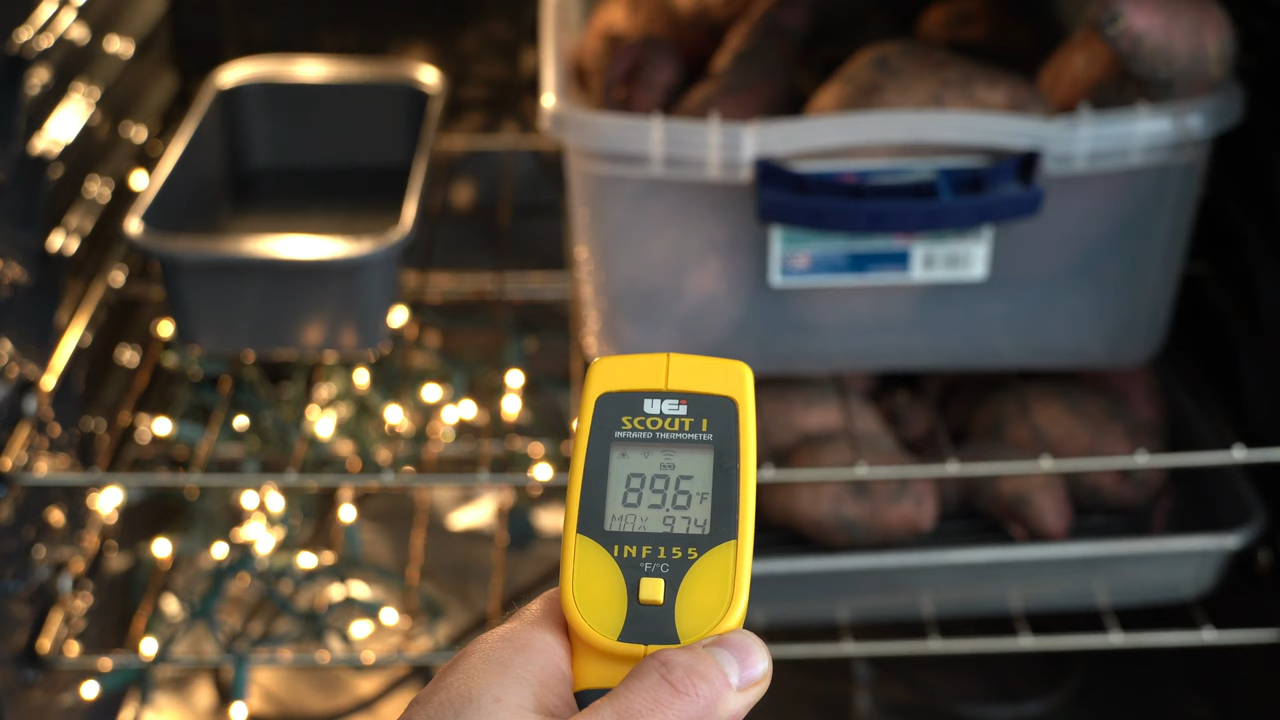 UEi
SCOUT 1
INFRARED THERMOMETER
89.6°F
MAX 97.4
INF155
°F/°C